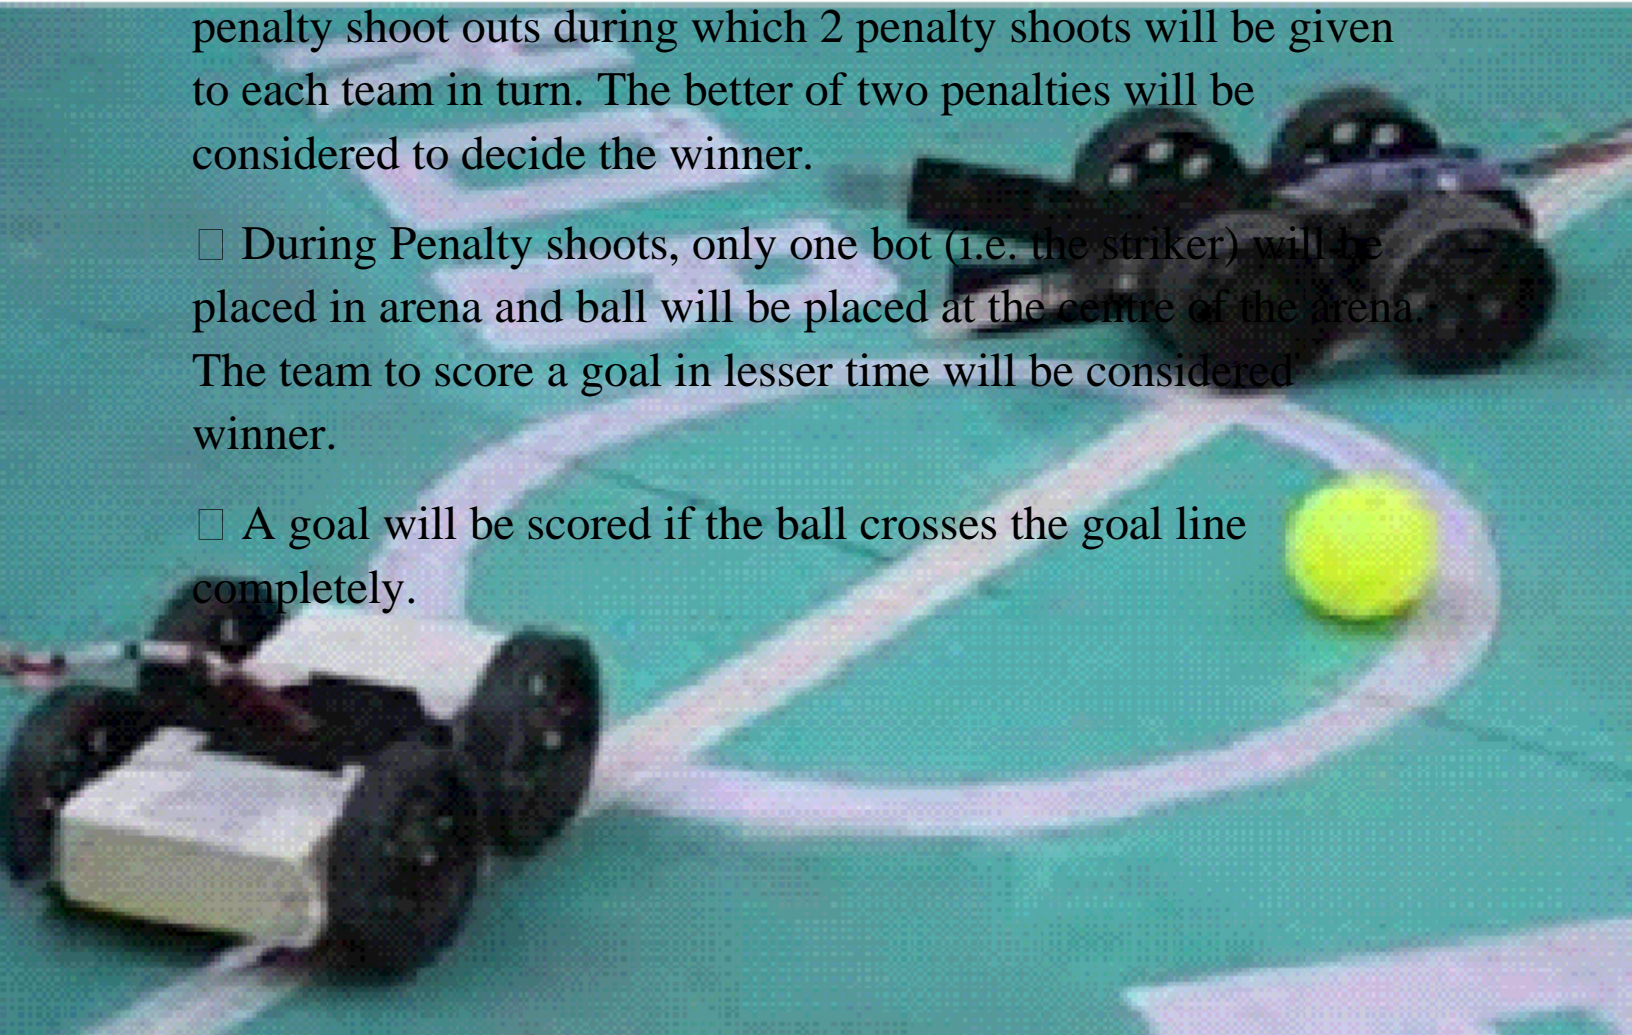 penalty shoot outs during which 2 penalty shoots will be given
to each team in turn. The better of two penalties will be
considered to decide the winner.
□ During Penalty shoots, only one bot (i.e. the striker) will be
placed in arena and ball will be placed at the centre of the arena.
The team to score a goal in lesser time will be considered
winner.
□ A goal will be scored if the ball crosses the goal line
completely.